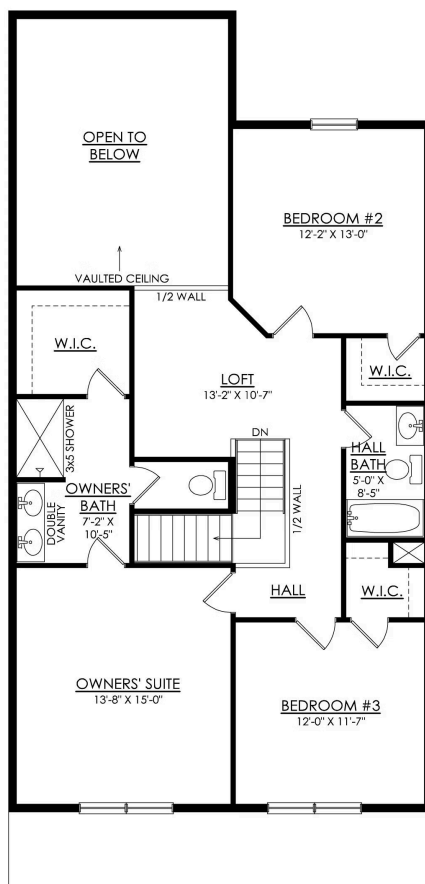 OPEN TO
BELOW
BEDROOM #2
12'-2" X 13'-0"
VAULTED CEILING
1/2 WALL
W.I.C.
W.I.C.
LOFT
13'-2" X 10'-7"
DN
3x5 SHOWER
HALL
BATH
5'-0" X
8'-5"
OWNERS'
BATH
7'-2" X
10'-5"
DOUBLE
VANITY
1/2 WALL
HALL
W.I.C.
OWNERS' SUITE
13'-8" X 15'-0"
BEDROOM #3
12'-0" X 11'-7"